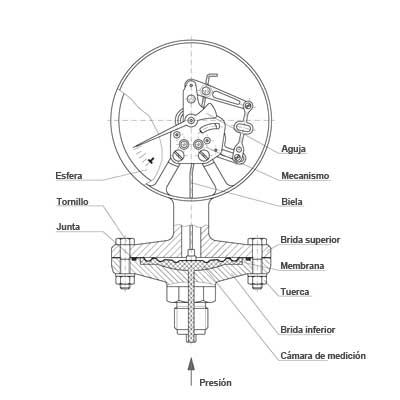 Aguja
Esfera
Mecanismo
Tornillo
Biela
Junta
Brida superior
Membrana
Tuerca
Brida inferior
Cámara de medición
Presión